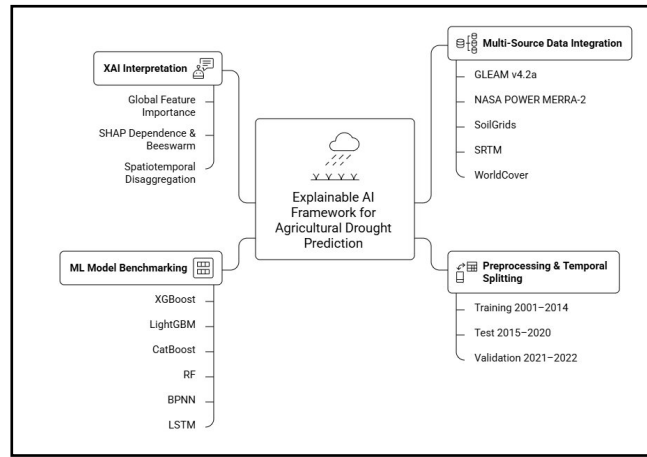 XAI Interpretation
Global Feature
Importance
SHAP Dependence &
Beeswarm
Spatiotemporal
Disaggregation
Multi-Source Data Integration
GLEAM v4.2a
NASA POWER MERRA-2
SoilGrids
SRTM
WorldCover
Explainable AI
Framework for
Agricultural Drought
Prediction
ML Model Benchmarking
XGBoost
LightGBM
CatBoost
RF
BPNN
LSTM
Preprocessing & Temporal
Splitting
Training 2001–2014
Test 2015–2020
Validation 2021–2022